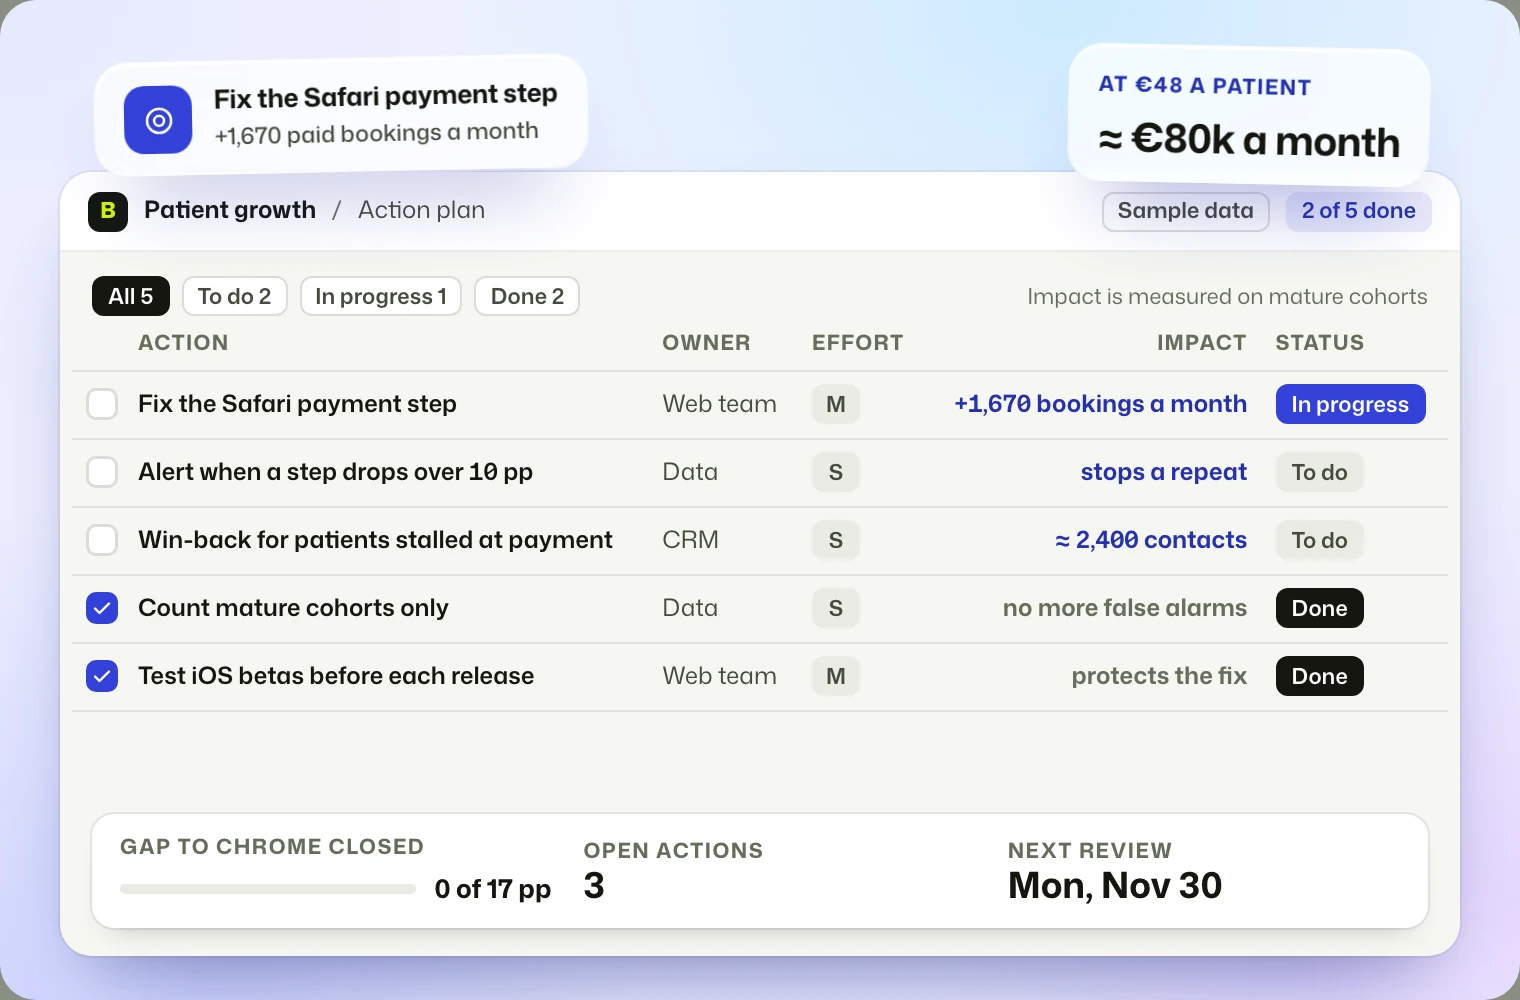 Fix the Safari payment step
+1,670 paid bookings a month
AT €48 A PATIENT
≈ €80k a month
B Patient growth / Action plan
Sample data
2 of 5 done
All 5 To do 2 In progress 1 Done 2
Impact is measured on mature cohorts
ACTION OWNER EFFORT IMPACT STATUS
Fix the Safari payment step Web team M +1,670 bookings a month In progress
Alert when a step drops over 10 pp Data S stops a repeat To do
Win-back for patients stalled at payment CRM S ≈ 2,400 contacts To do
Count mature cohorts only Data S no more false alarms Done
Test iOS betas before each release Web team M protects the fix Done
GAP TO CHROME CLOSED
0 of 17 pp
OPEN ACTIONS
3
NEXT REVIEW
Mon, Nov 30